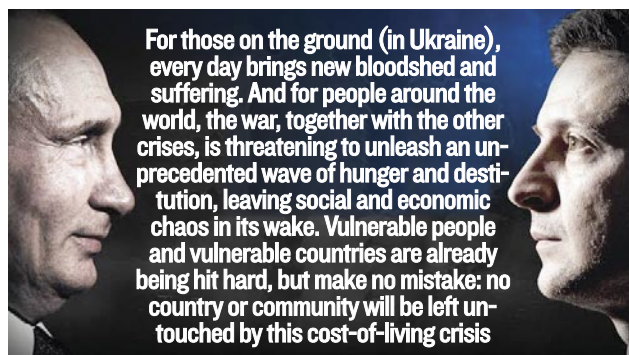 For those on the ground (in Ukraine),
every day brings new bloodshed and
suffering. And for people around the
world, the war, together with the other
crises, is threatening to unleash an un-
precedented wave of hunger and desti-
tution, leaving social and economic
chaos in its wake. Vulnerable people
and vulnerable countries are already
being hit hard, but make no mistake: no
country or community will be left un-
touched by this cost-of-living crisis